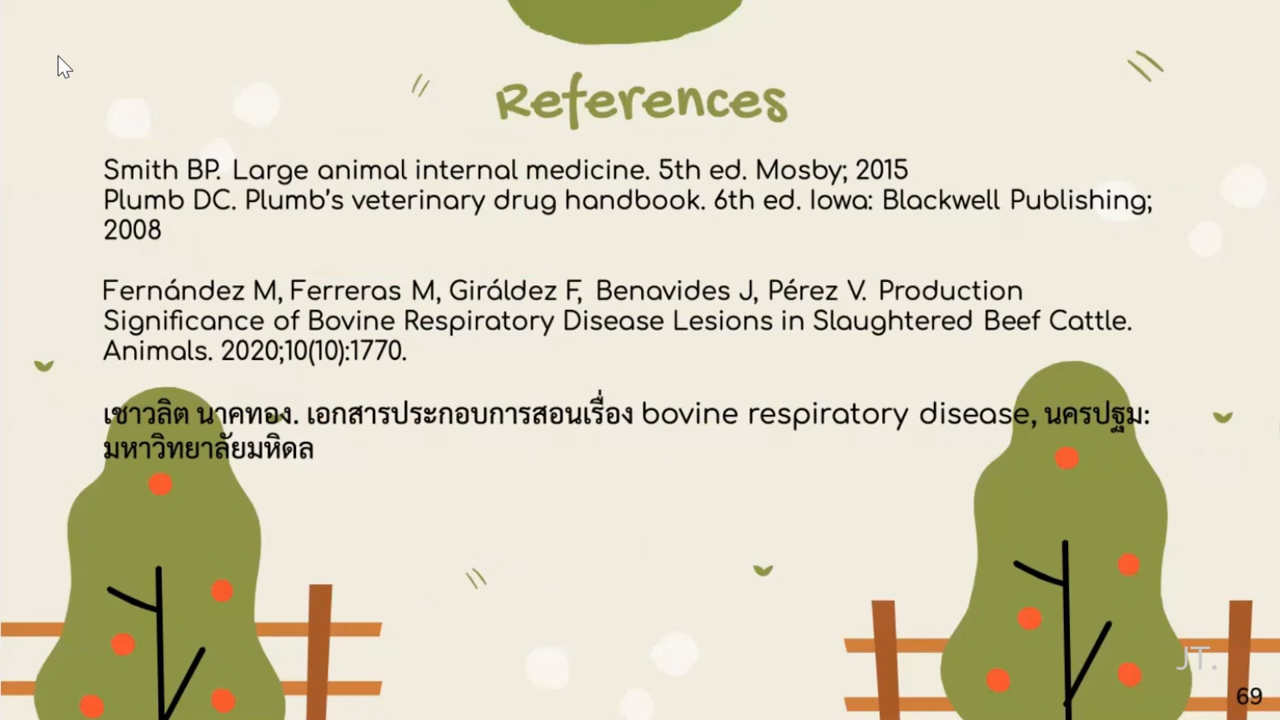 References
Smith BP. Large animal internal medicine. 5th ed. Mosby; 2015
Plumb DC. Plumb's veterinary drug handbook. 6th ed. Iowa: Blackwell Publishing;
2008
Fernández M, Ferreras M, Giráldez F, Benavides J, Pérez V. Production
Significance of Bovine Respiratory Disease Lesions in Slaughtered Beef Cattle.
Animals. 2020;10(10):1770.
เชาวลิต นาคทอง. เอกสารประกอบการสอนเรื่อง bovine respiratory disease, นครปฐม:
มหาวิทยาลัยมหิดล
JT.
69